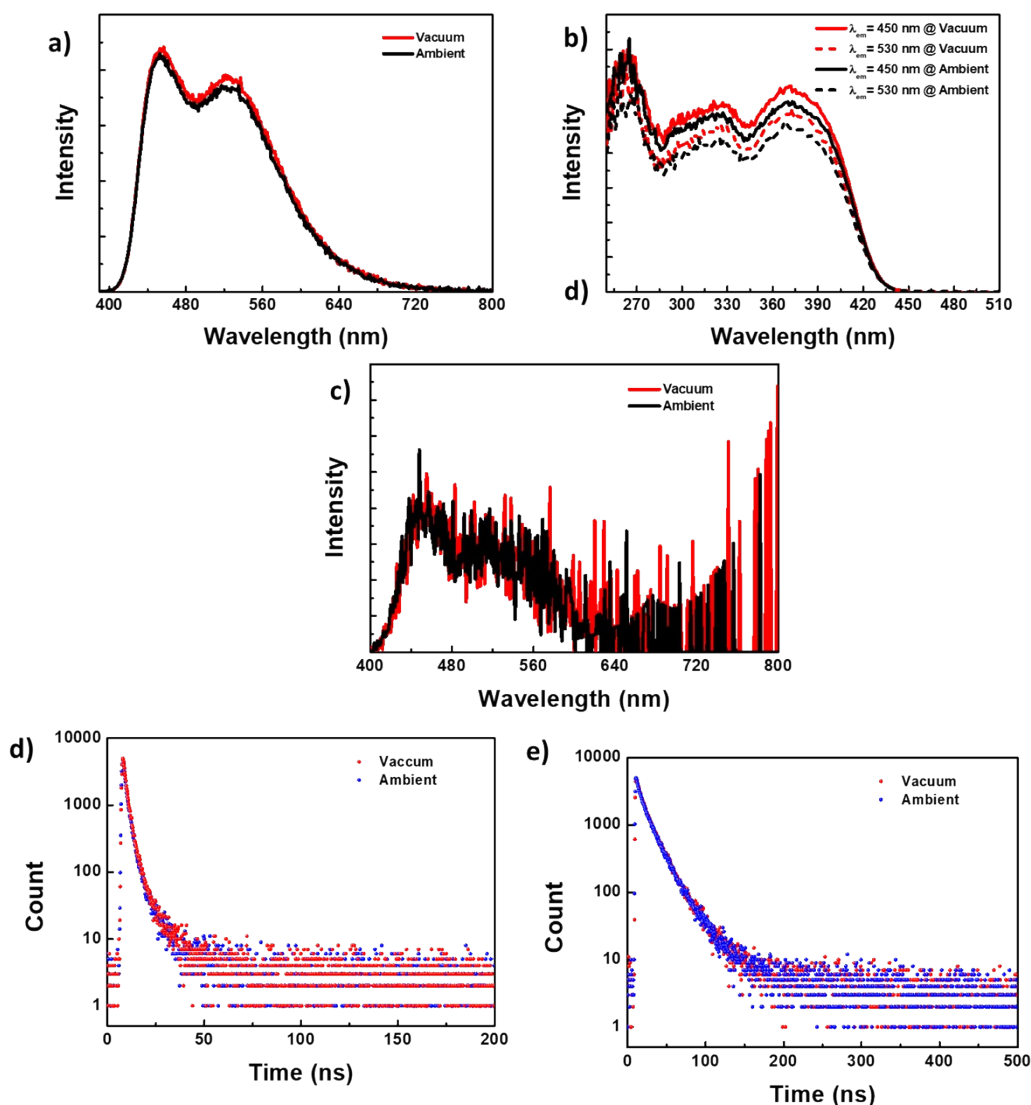 a)
Vacuum
Ambient
Intensity
400 480 560 640 720 800
Wavelength (nm)
b)
λem = 450 nm @ Vacuum
λem = 530 nm @ Vacuum
λem = 450 nm @ Ambient
λem = 530 nm @ Ambient
Intensity
d)
250 300 330 360 390 420 450 480 510
Wavelength (nm)
c)
Vacuum
Ambient
Intensity
400 480 560 640 720 800
Wavelength (nm)
d)
Vaccum
Ambient
Count
10000
1000
100
10
1
0 50 100 150 200
Time (ns)
e)
Vacuum
Ambient
Count
10000
1000
100
10
1
0 100 200 300 400 500
Time (ns)